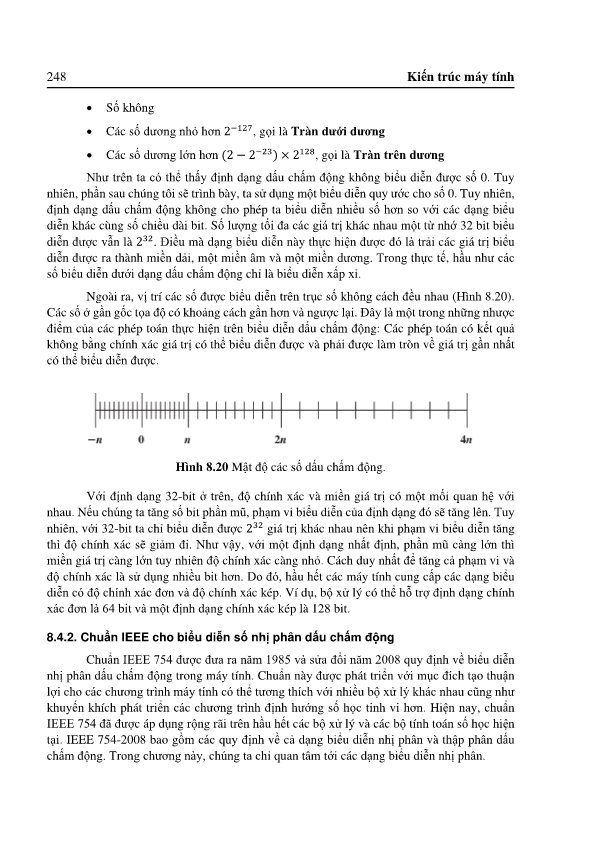 248 Kiến trúc máy tính
• Số không
• Các số dương nhỏ hơn 2⁻¹²⁷, gọi là Tràn dưới dương
• Các số dương lớn hơn (2 − 2⁻²³) × 2¹²⁸, gọi là Tràn trên dương
Như trên ta có thể thấy định dạng dấu chấm động không biểu diễn được số 0. Tuy
nhiên, phần sau chúng tôi sẽ trình bày, ta sử dụng một biểu diễn quy ước cho số 0. Tuy nhiên,
định dạng dấu chấm động không cho phép ta biểu diễn nhiều số hơn so với các dạng biểu
diễn khác cùng số chiều dài bit. Số lượng tối đa các giá trị khác nhau một từ nhớ 32 bit biểu
diễn được vẫn là 2³². Điều mà dạng biểu diễn này thực hiện được đó là trải các giá trị biểu
diễn được ra thành miền dài, một miền âm và một miền dương. Trong thực tế, hầu như các
số biểu diễn dưới dạng dấu chấm động chỉ là biểu diễn xấp xỉ.
Ngoài ra, vị trí các số được biểu diễn trên trục số không cách đều nhau (Hình 8.20).
Các số ở gần gốc tọa độ có khoảng cách gần hơn và ngược lại. Đây là một trong những nhược
điểm của các phép toán thực hiện trên biểu diễn dấu chấm động: Các phép toán có kết quả
không bằng chính xác giá trị có thể biểu diễn được và phải được làm tròn về giá trị gần nhất
có thể biểu diễn được.
−n 0 n 2n 4n
Hình 8.20 Mật độ các số dấu chấm động.
Với định dạng 32-bit ở trên, độ chính xác và miền giá trị có một mối quan hệ với
nhau. Nếu chúng ta tăng số bit phần mũ, phạm vi biểu diễn của định dạng đó sẽ tăng lên. Tuy
nhiên, với 32-bit ta chỉ biểu diễn được 2³² giá trị khác nhau nên khi phạm vi biểu diễn tăng
thì độ chính xác sẽ giảm đi. Như vậy, với một định dạng nhất định, phần mũ càng lớn thì
miền giá trị càng lớn tuy nhiên độ chính xác càng nhỏ. Cách duy nhất để tăng cả phạm vi và
độ chính xác là sử dụng nhiều bit hơn. Do đó, hầu hết các máy tính cung cấp các dạng biểu
diễn có độ chính xác đơn và độ chính xác kép. Ví dụ, bộ xử lý có thể hỗ trợ định dạng chính
xác đơn là 64 bit và một định dạng chính xác kép là 128 bit.
8.4.2. Chuẩn IEEE cho biểu diễn số nhị phân dấu chấm động
Chuẩn IEEE 754 được đưa ra năm 1985 và sửa đổi năm 2008 quy định về biểu diễn
nhị phân dấu chấm động trong máy tính. Chuẩn này được phát triển với mục đích tạo thuận
lợi cho các chương trình máy tính có thể tương thích với nhiều bộ xử lý khác nhau cũng như
khuyến khích phát triển các chương trình định hướng số học tinh vi hơn. Hiện nay, chuẩn
IEEE 754 đã được áp dụng rộng rãi trên hầu hết các bộ xử lý và các bộ tính toán số học hiện
tại. IEEE 754-2008 bao gồm các quy định về cả dạng biểu diễn nhị phân và thập phân dấu
chấm động. Trong chương này, chúng ta chỉ quan tâm tới các dạng biểu diễn nhị phân.